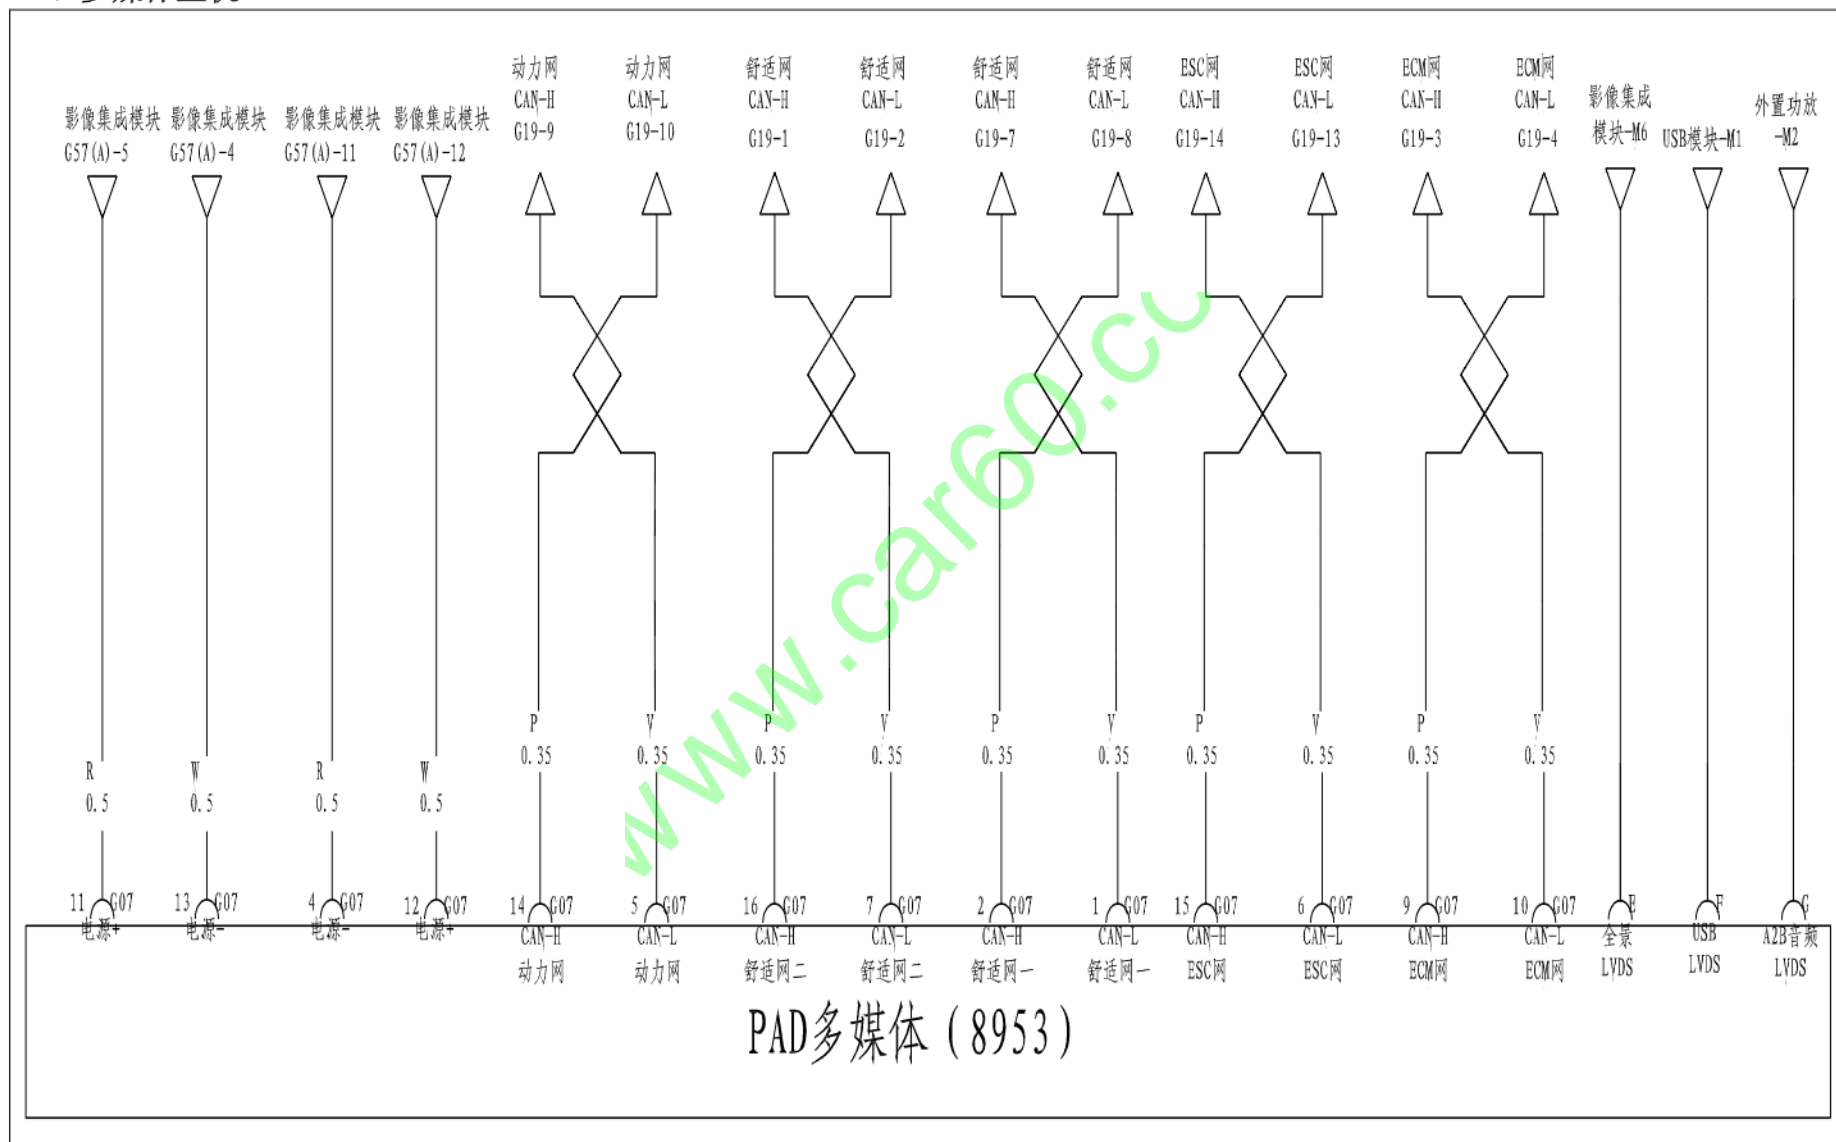 影像集成模块 影像集成模块 影像集成模块 影像集成模块
G57(A)-5 G57(A)-4 G57(A)-11 G57(A)-12
动力网 动力网 舒适网 舒适网 舒适网 舒适网 ESC网 ESC网 ECM网 ECM网
CAN-H CAN-L CAN-H CAN-L CAN-H CAN-L CAN-H CAN-L CAN-H CAN-L
G19-9 G19-10 G19-1 G19-2 G19-7 G19-8 G19-14 G19-13 G19-3 G19-4
影像集成
模块-M6
USB模块-M1
外置功放
-M2
P V P V P V P V P V
0.35 0.35 0.35 0.35 0.35 0.35 0.35 0.35 0.35 0.35
R W R W
0.5 0.5 0.5 0.5
11 G07 13 G07 4 G07 12 G07 14 G07 5 G07 16 G07 7 G07 2 G07 1 G07 15 G07 6 G07 9 G07 10 G07 E F G
电源+ 电源- 电源- 电源+ CAN-H CAN-L CAN-H CAN-L CAN-H CAN-L CAN-H CAN-L CAN-H CAN-L 全景 USB A2B音频
动力网 动力网 舒适网二 舒适网二 舒适网一 舒适网一 ESC网 ESC网 ECM网 ECM网 LVDS LVDS LVDS
PAD多媒体(8953)
www.car60.co